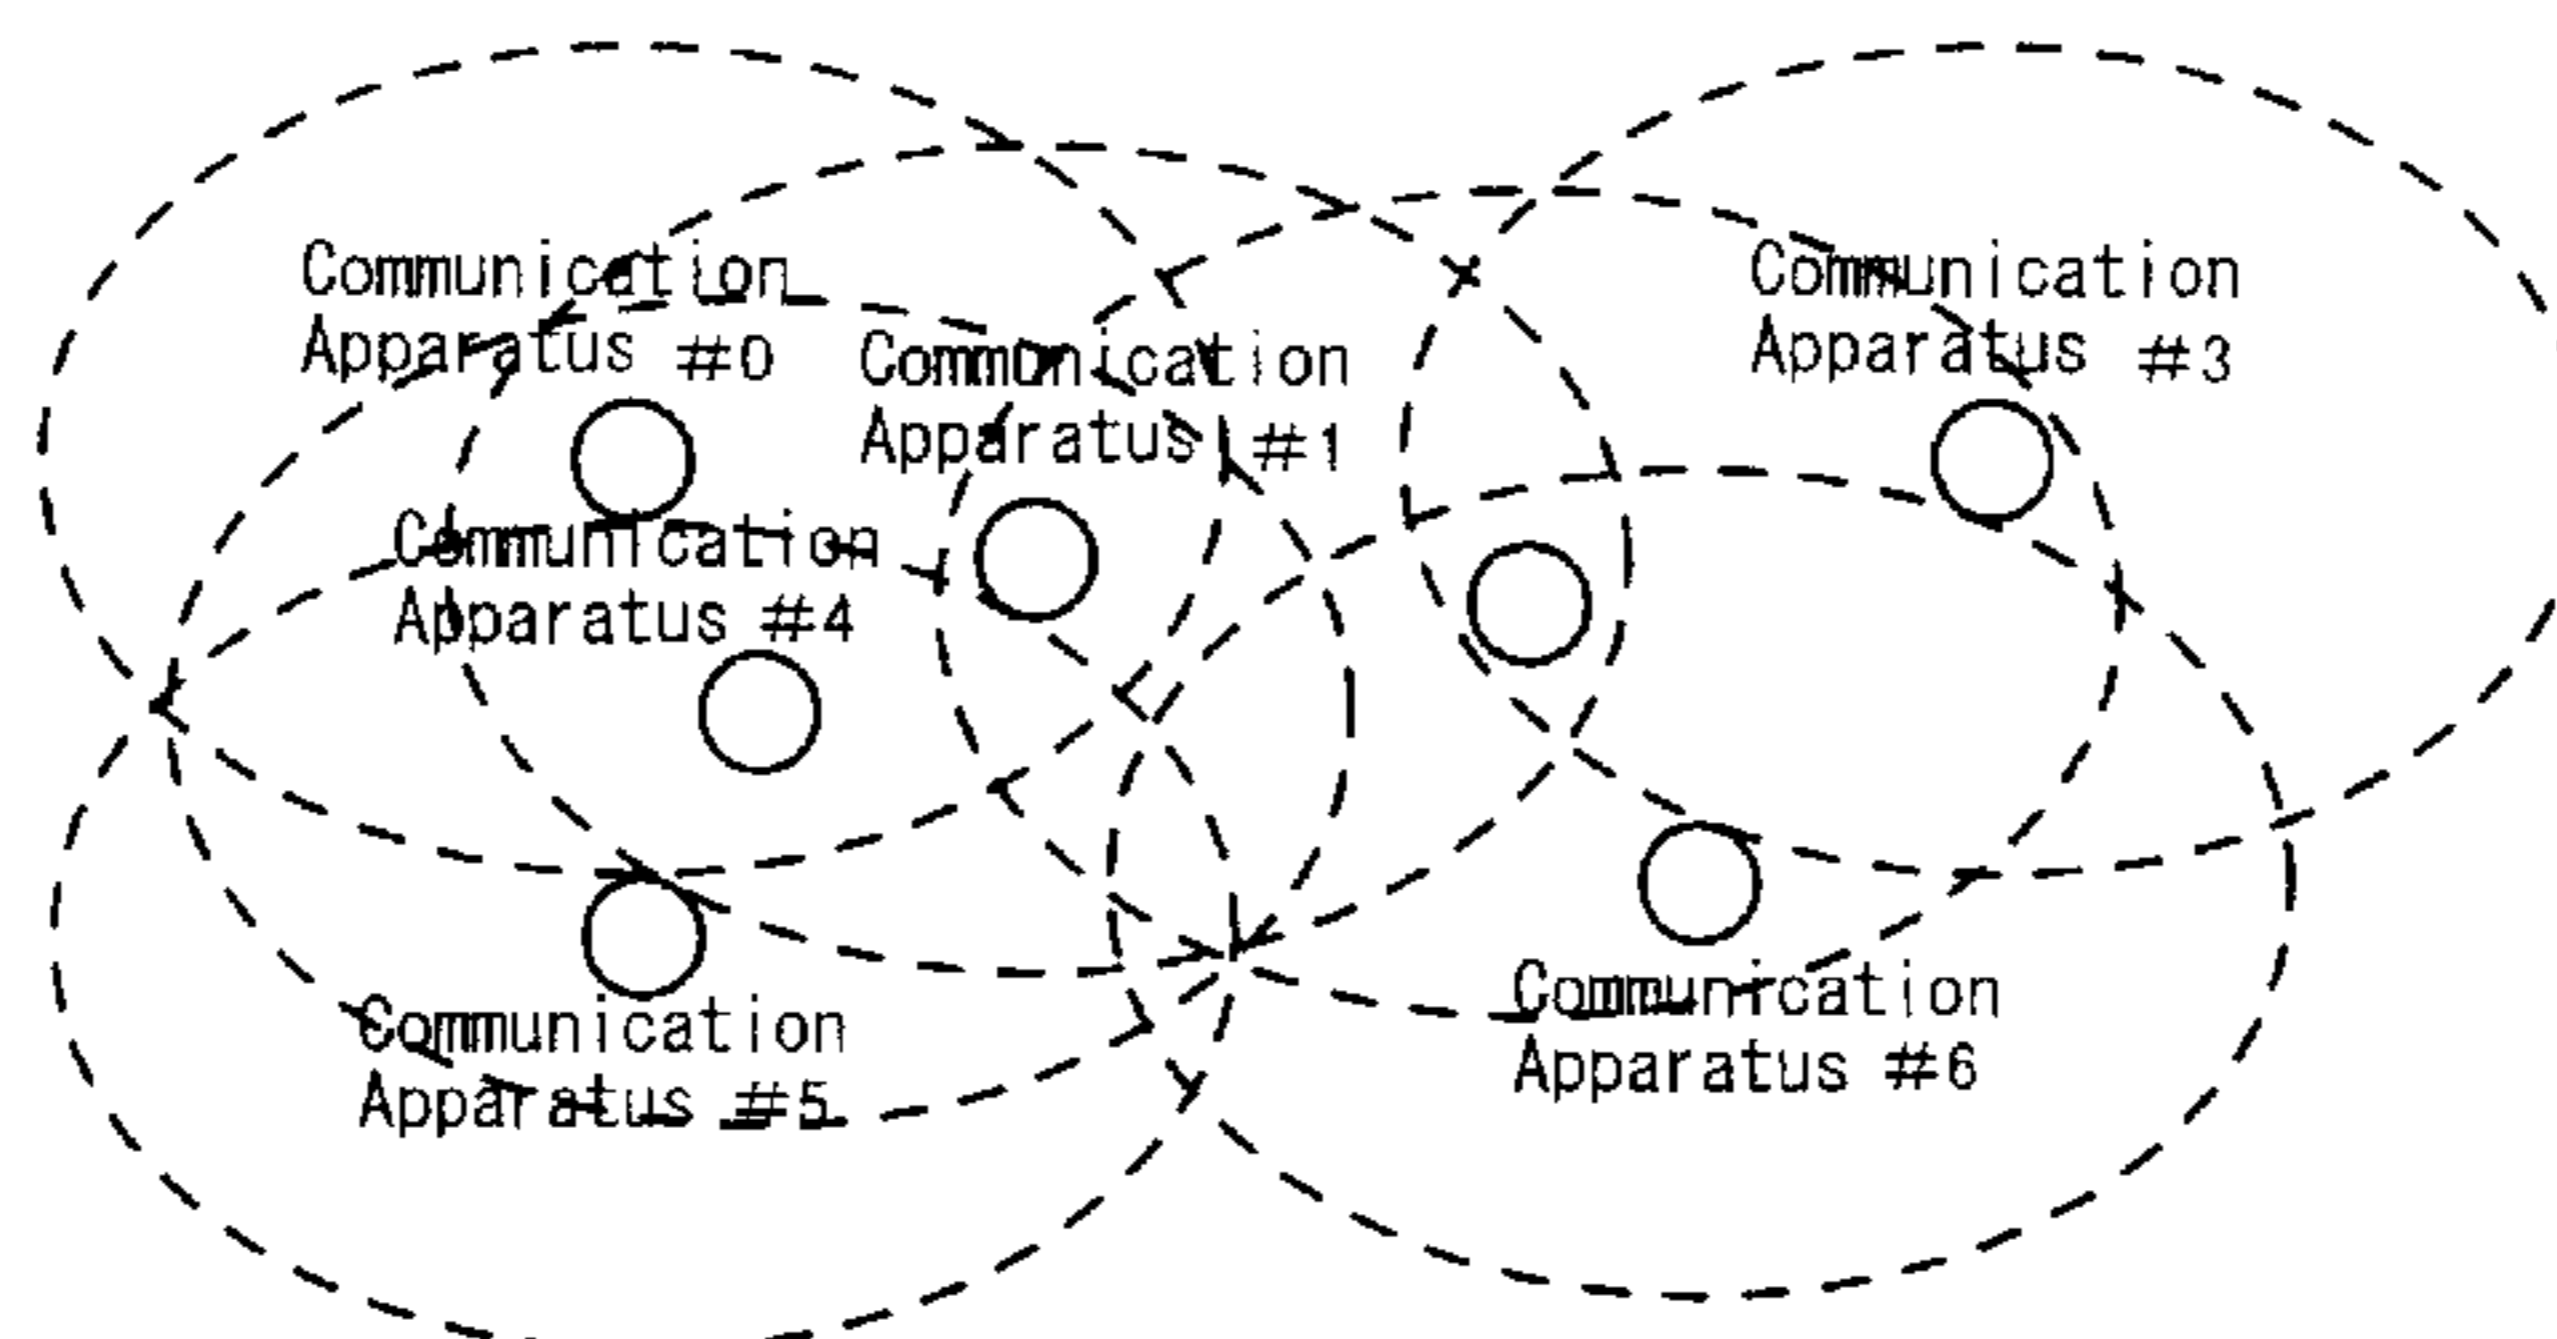 Communication
Apparatus #0
Communication
Apparatus #1
Communication
Apparatus #3
Communication
Apparatus #4
Communication
Apparatus #5
Communication
Apparatus #6